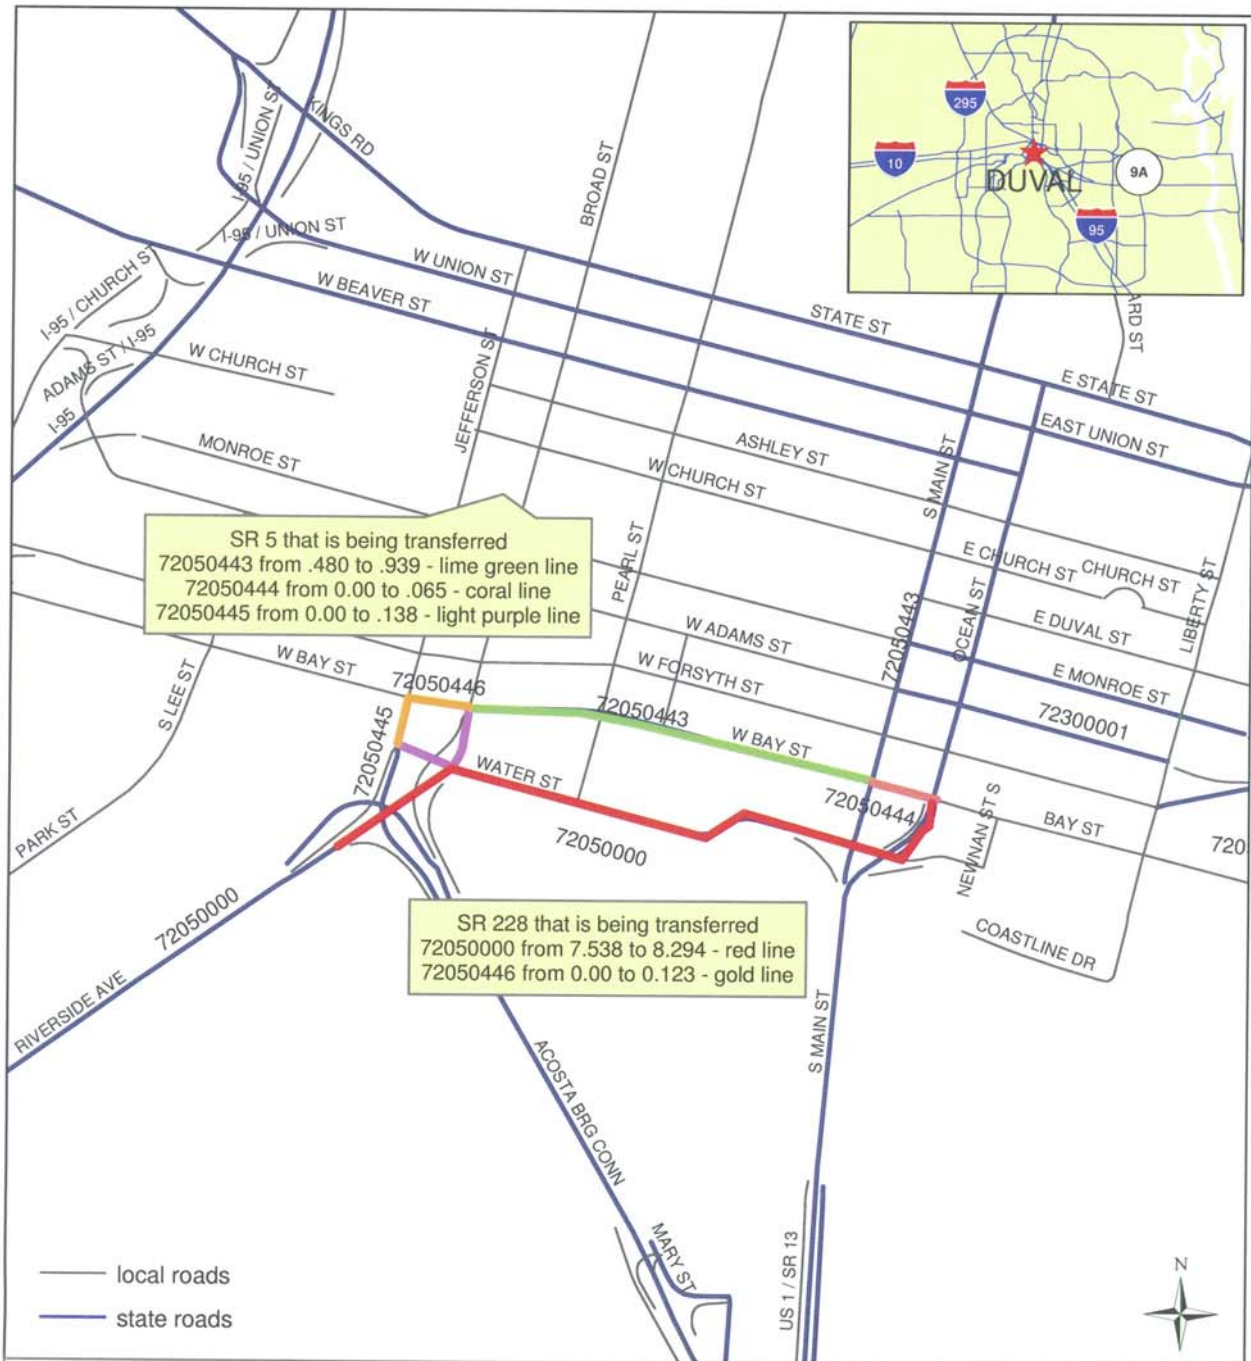 KINGS RD
I-95 / UNION ST
I-95 / UNION ST
BROAD ST
295
10
DUVAL
9A
95
W UNION ST
W BEAVER ST
STATE ST
ARD ST
I-95 / CHURCH ST
ADAMS ST / I-95
I-95
W CHURCH ST
JEFFERSON ST
E STATE ST
EAST UNION ST
MONROE ST
ASHLEY ST
W CHURCH ST
S MAIN ST
SR 5 that is being transferred
72050443 from .480 to .939 - lime green line
72050444 from 0.00 to .065 - coral line
72050445 from 0.00 to .138 - light purple line
PEARL ST
E CHURCH ST
CHURCH ST
LIBERTY ST
OCEAN ST
E DUVAL ST
72050443
W ADAMS ST
E MONROE ST
W BAY ST
S LEE ST
W FORSYTH ST
72050446
72050443
72300001
72050445
W BAY ST
WATER ST
72050444
NEWNAN ST S
BAY ST
PARK ST
72050000
720
72050000
COASTLINE DR
SR 228 that is being transferred
72050000 from 7.538 to 8.294 - red line
72050446 from 0.00 to 0.123 - gold line
RIVERSIDE AVE
S MAIN ST
ACOSTA BRG CONN
MARY ST
US 1 / SR 13
local roads
state roads
N